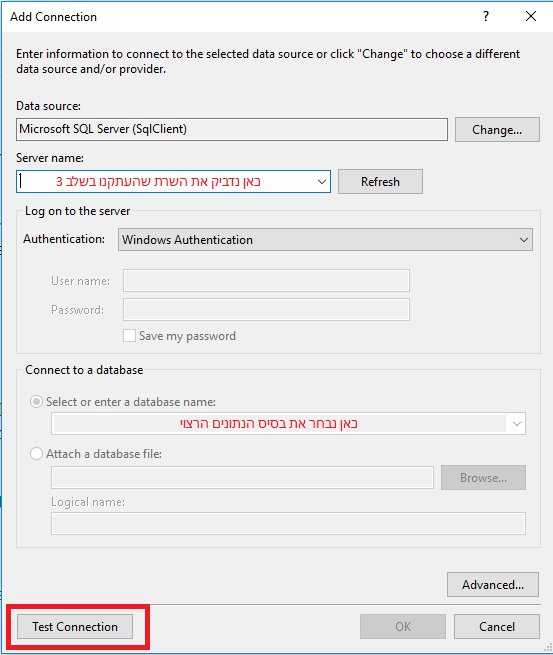 Add Connection
Enter information to connect to the selected data source or click "Change" to choose a different
data source and/or provider.
Data source:
Microsoft SQL Server (SqlClient)
Change...
Server name:
כאן נדביק את השרת שהעתקנו בשלב 3
Refresh
Log on to the server
Authentication:
Windows Authentication
User name:
Password:
Save my password
Connect to a database
Select or enter a database name:
כאן נבחר את בסיס הנתונים הרצוי
Attach a database file:
Browse...
Logical name:
Advanced...
Test Connection
OK
Cancel